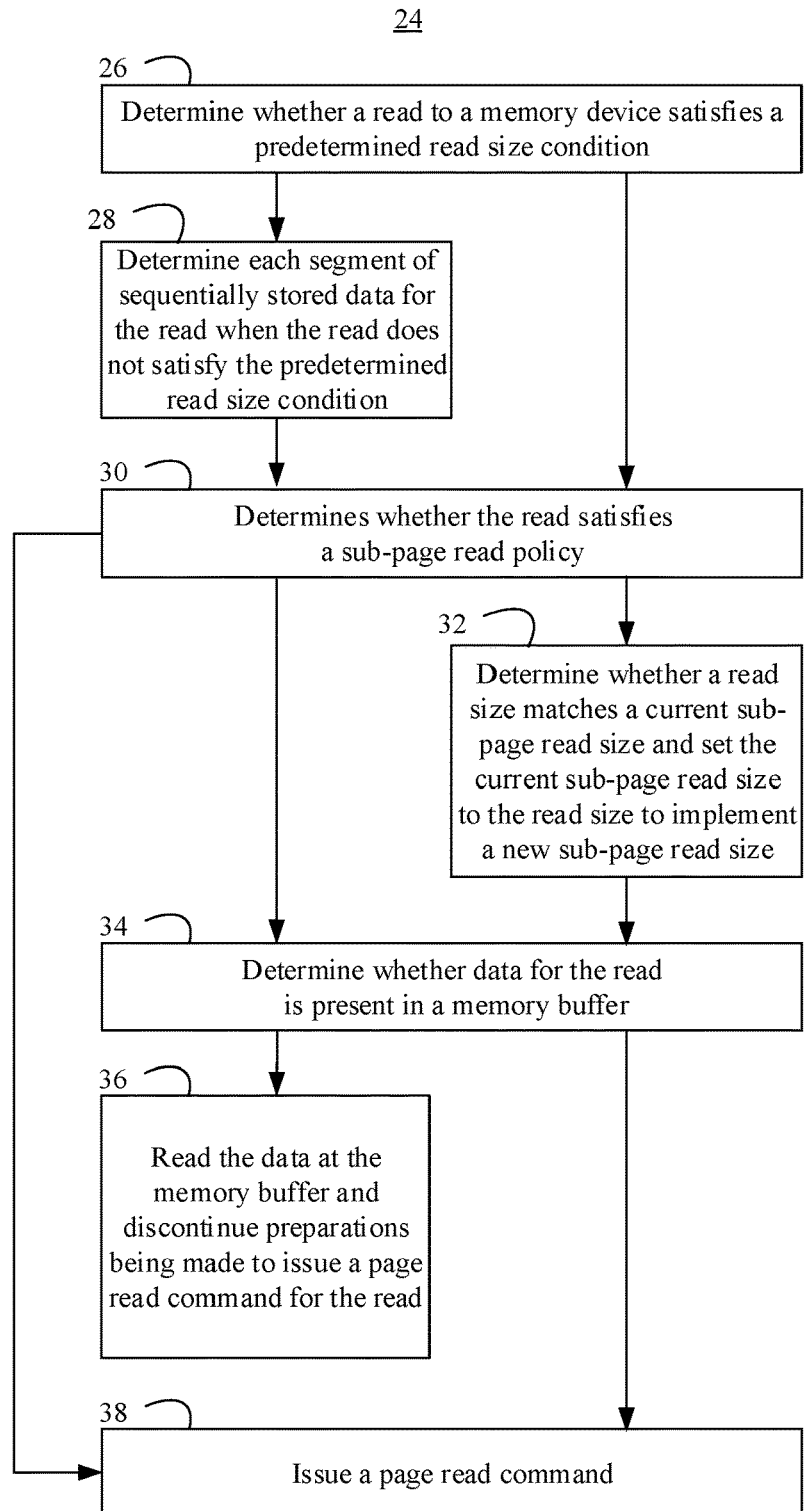 24
26
Determine whether a read to a memory device satisfies a
predetermined read size condition
28
Determine each segment of
sequentially stored data for
the read when the read does
not satisfy the predetermined
read size condition
30
Determines whether the read satisfies
a sub-page read policy
32
Determine whether a read
size matches a current sub-
page read size and set the
current sub-page read size
to the read size to implement
a new sub-page read size
34
Determine whether data for the read
is present in a memory buffer
36
Read the data at the
memory buffer and
discontinue preparations
being made to issue a page
read command for the read
38
Issue a page read command